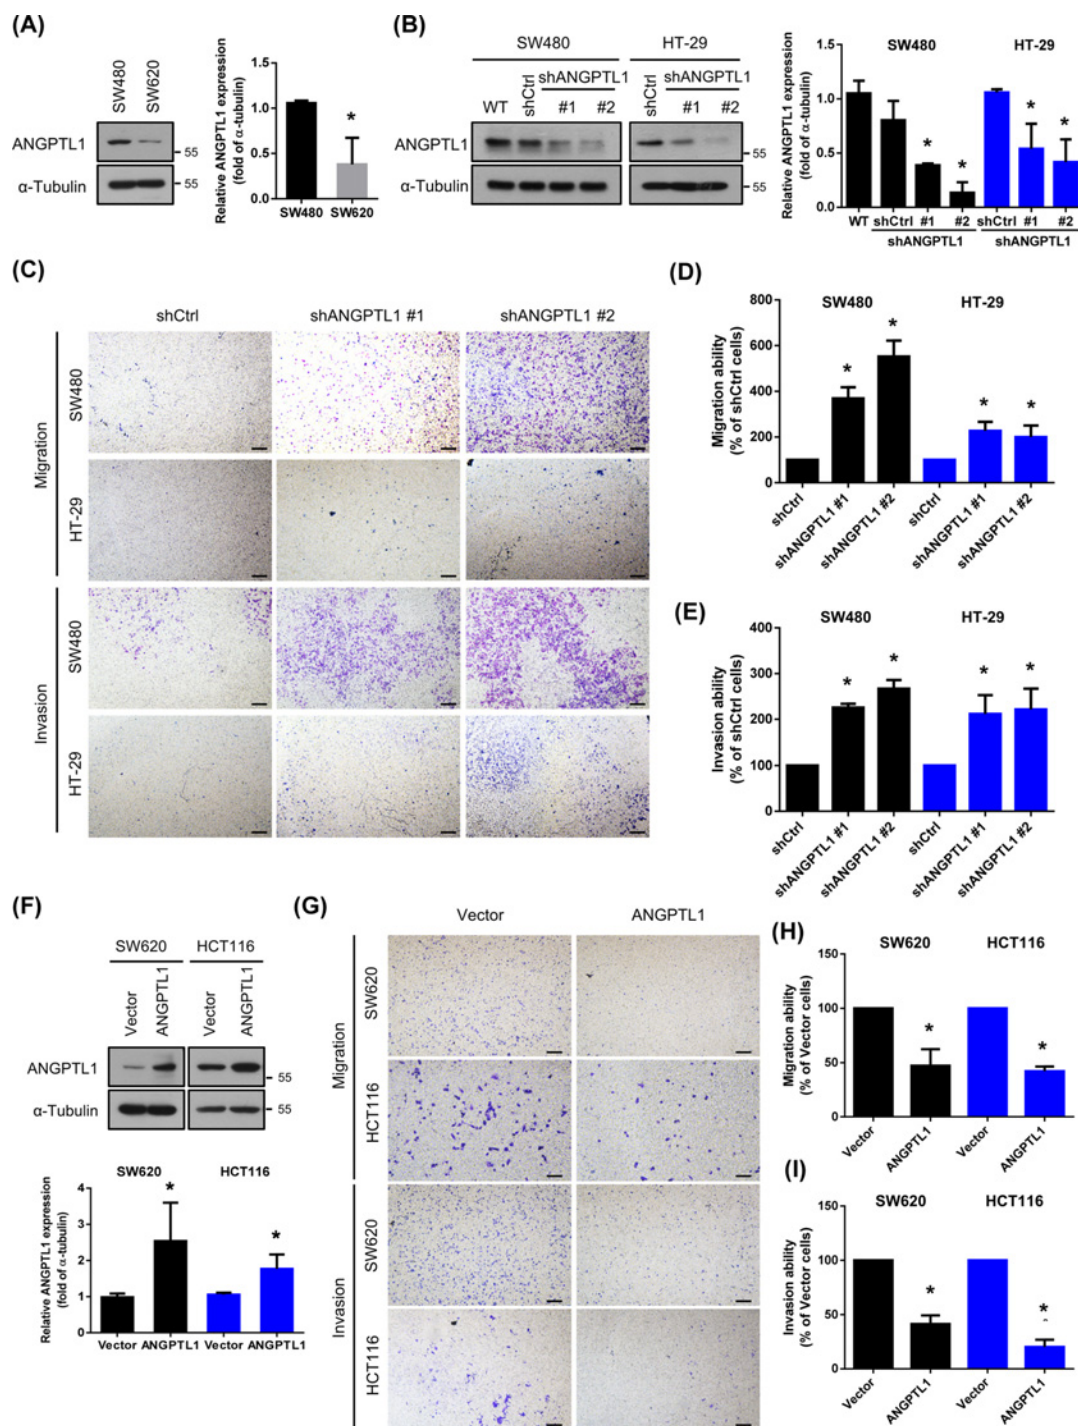 (A)
SW480
SW620
ANGPTL1
55
α-Tubulin
55
Relative ANGPTL1 expression
(fold of α-tubulin)
1.5
1.0
0.5
0.0
*
SW480 SW620
(B)
SW480 HT-29
shANGPTL1 shANGPTL1
WT shCtrl #1 #2 shCtrl #1 #2
ANGPTL1
55
α-Tubulin
55
Relative ANGPTL1 expression
(fold of α-tubulin)
1.5
1.0
0.5
0.0
SW480 HT-29
* * * *
WT shCtrl #1 #2 shCtrl #1 #2
shANGPTL1 shANGPTL1
(C)
shCtrl shANGPTL1 #1 shANGPTL1 #2
Migration
SW480
HT-29
Invasion
SW480
HT-29
(D)
SW480 HT-29
Migration ability
(% of shCtrl cells)
800
600
400
200
0
* * * *
shCtrl
shANGPTL1 #1
shANGPTL1 #2
shCtrl
shANGPTL1 #1
shANGPTL1 #2
(E)
SW480 HT-29
Invasion ability
(% of shCtrl cells)
400
300
200
100
0
* * * *
shCtrl
shANGPTL1 #1
shANGPTL1 #2
shCtrl
shANGPTL1 #1
shANGPTL1 #2
(F)
SW620 HCT116
Vector
ANGPTL1
Vector
ANGPTL1
ANGPTL1
55
α-Tubulin
55
SW620 HCT116
Relative ANGPTL1 expression
(fold of α-tubulin)
4
3
2
1
0
* *
Vector ANGPTL1 Vector ANGPTL1
(G)
Vector ANGPTL1
Migration
SW620
HCT116
Invasion
SW620
HCT116
(H)
SW620 HCT116
Migration ability
(% of Vector cells)
150
100
50
0
* *
Vector
ANGPTL1
Vector
ANGPTL1
(I)
SW620 HCT116
Invasion ability
(% of Vector cells)
150
100
50
0
* *
Vector
ANGPTL1
Vector
ANGPTL1